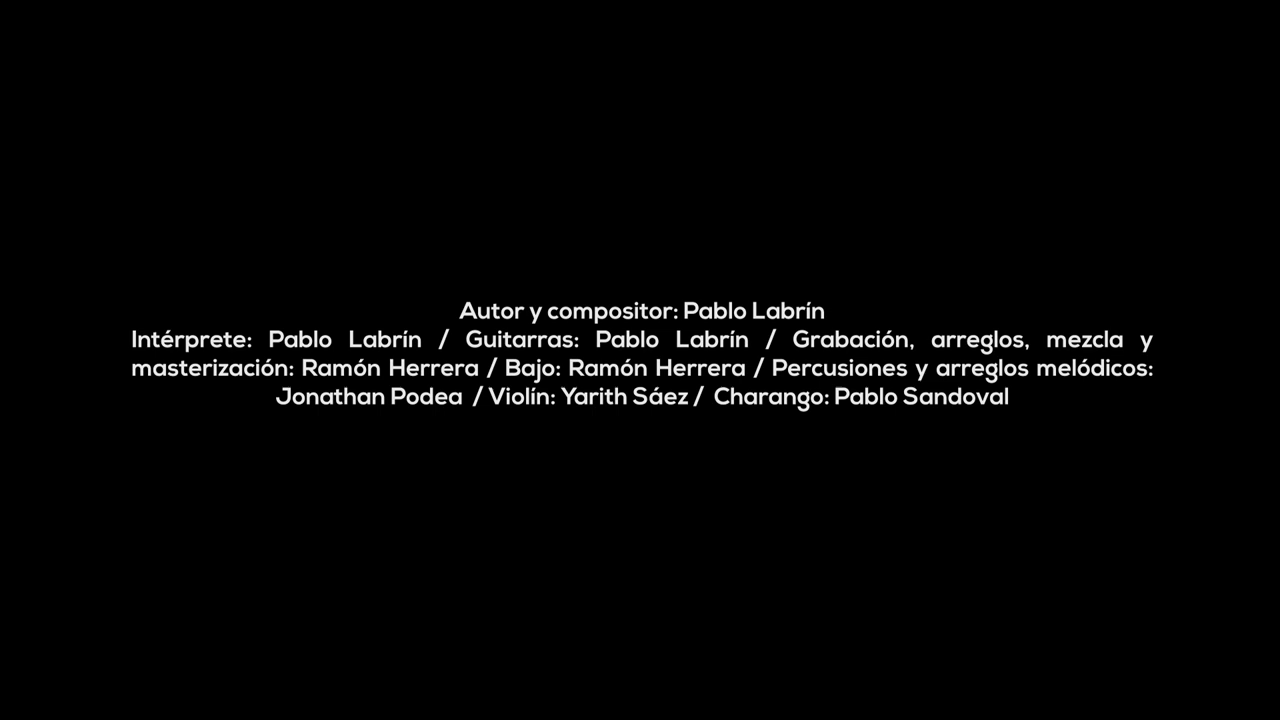 Autor y compositor: Pablo Labrín
Intérprete: Pablo Labrín / Guitarras: Pablo Labrín / Grabación, arreglos, mezcla y
masterización: Ramón Herrera / Bajo: Ramón Herrera / Percusiones y arreglos melódicos:
Jonathan Podea / Violín: Yarith Sáez / Charango: Pablo Sandoval